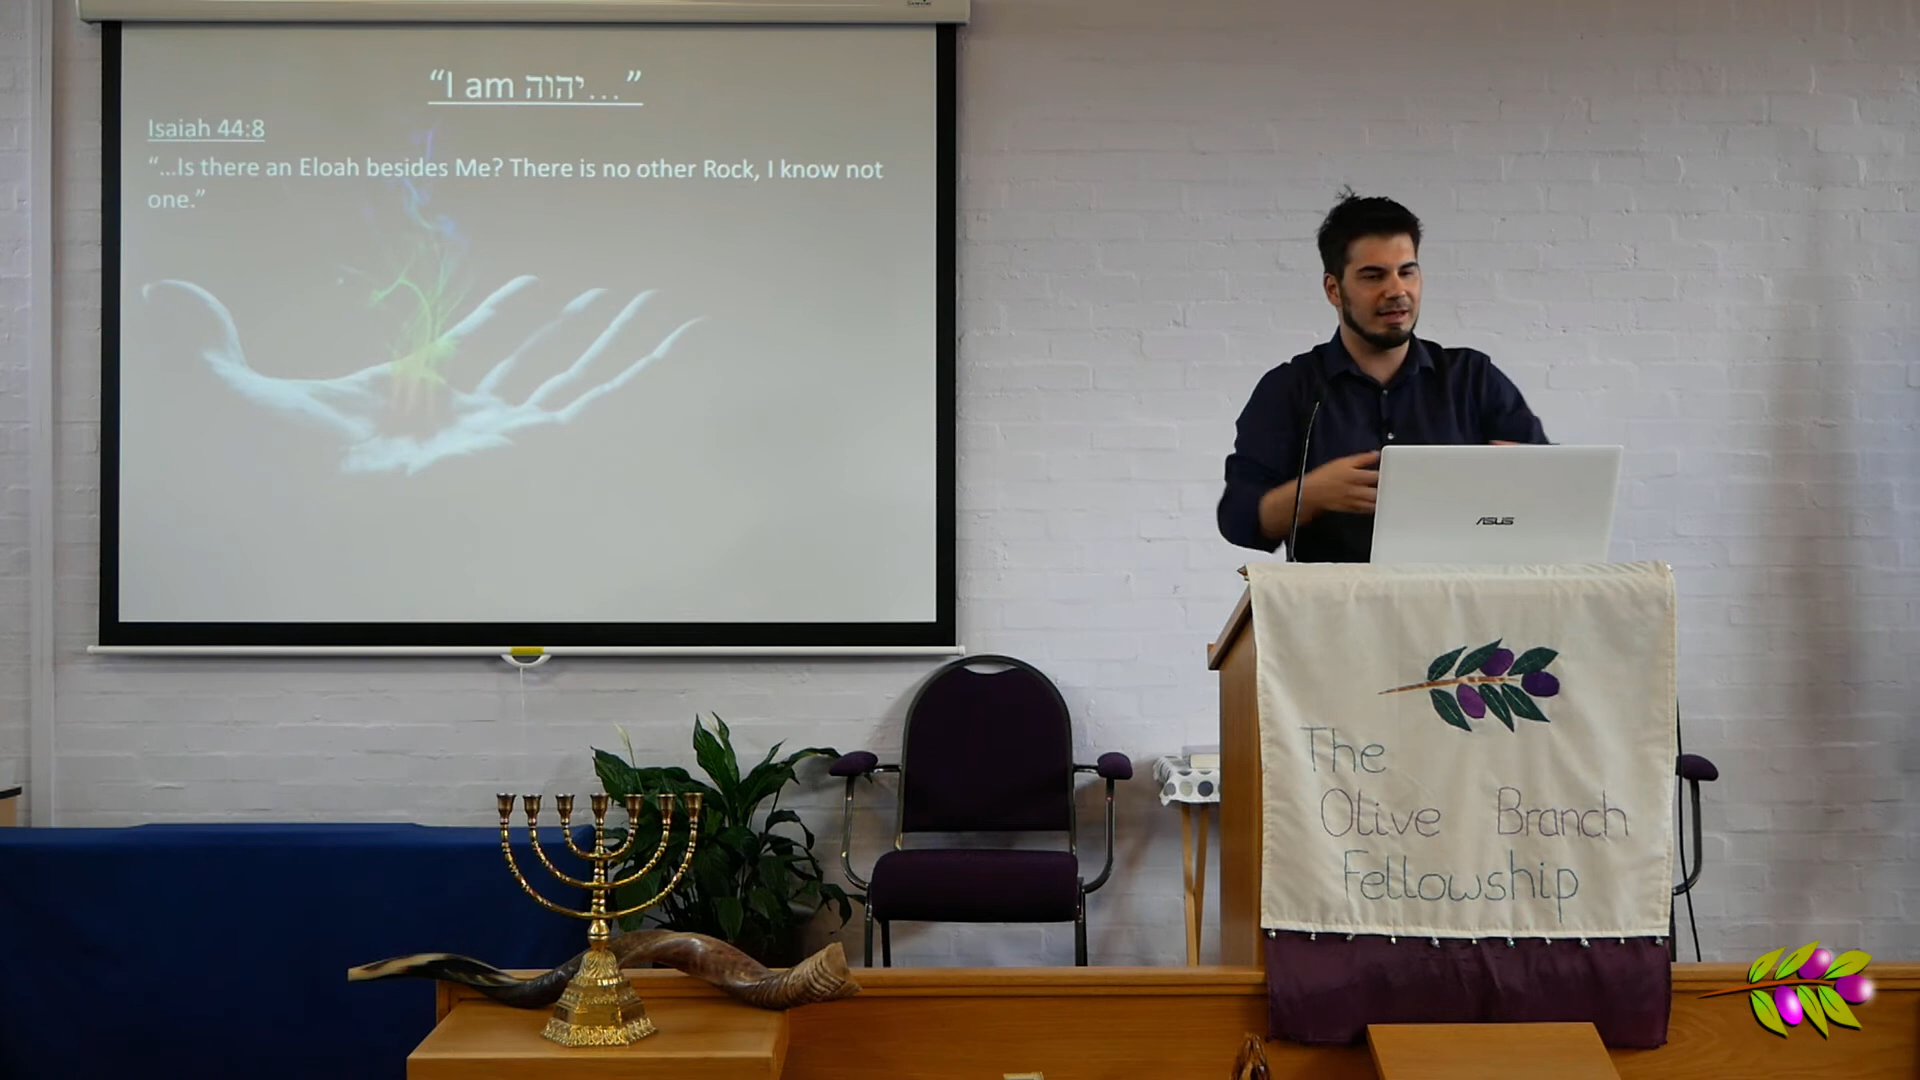 “I am יהוה…”
Isaiah 44:8
“…Is there an Eloah besides Me? There is no other Rock, I know not
one.”
ASUS
The
Olive Branch
Fellowship